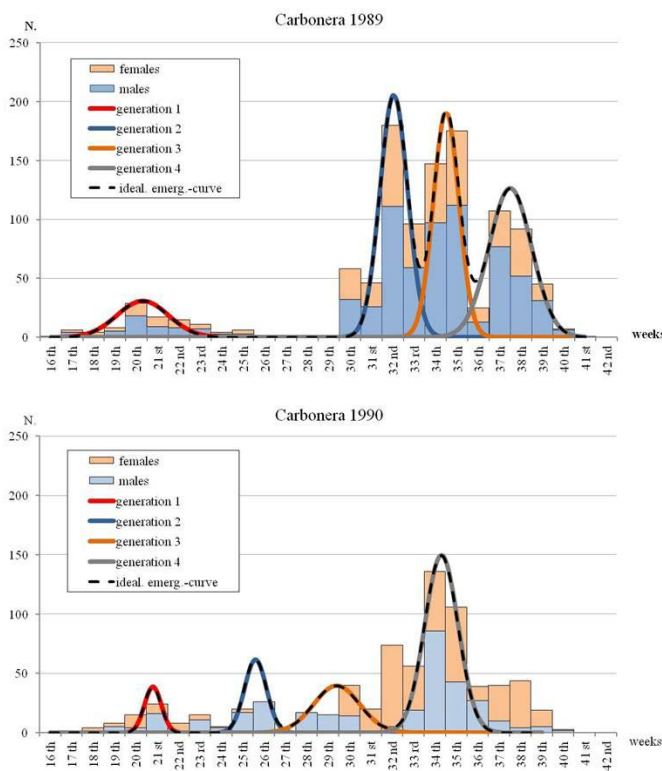 Carbonera 1989
N.
250
200
150
100
50
0
females
males
generation 1
generation 2
generation 3
generation 4
ideal. emerg.-curve
16 th
17 th
18 th
19 th
20 th
21 st
22 nd
23 rd
24 th
25 th
26 th
27 th
28 th
29 th
30 th
31 st
32 nd
33 rd
34 th
35 th
36 th
37 th
38 th
39 th
40 th
41 st
42 nd
weeks
Carbonera 1990
N.
250
200
150
100
50
0
females
males
generation 1
generation 2
generation 3
generation 4
ideal. emerg.-curve
16 th
17 th
18 th
19 th
20 th
21 st
22 nd
23 rd
24 th
25 th
26 th
27 th
28 th
29 th
30 th
31 st
32 nd
33 rd
34 th
35 th
36 th
37 th
38 th
39 th
40 th
41 st
42 nd
weeks